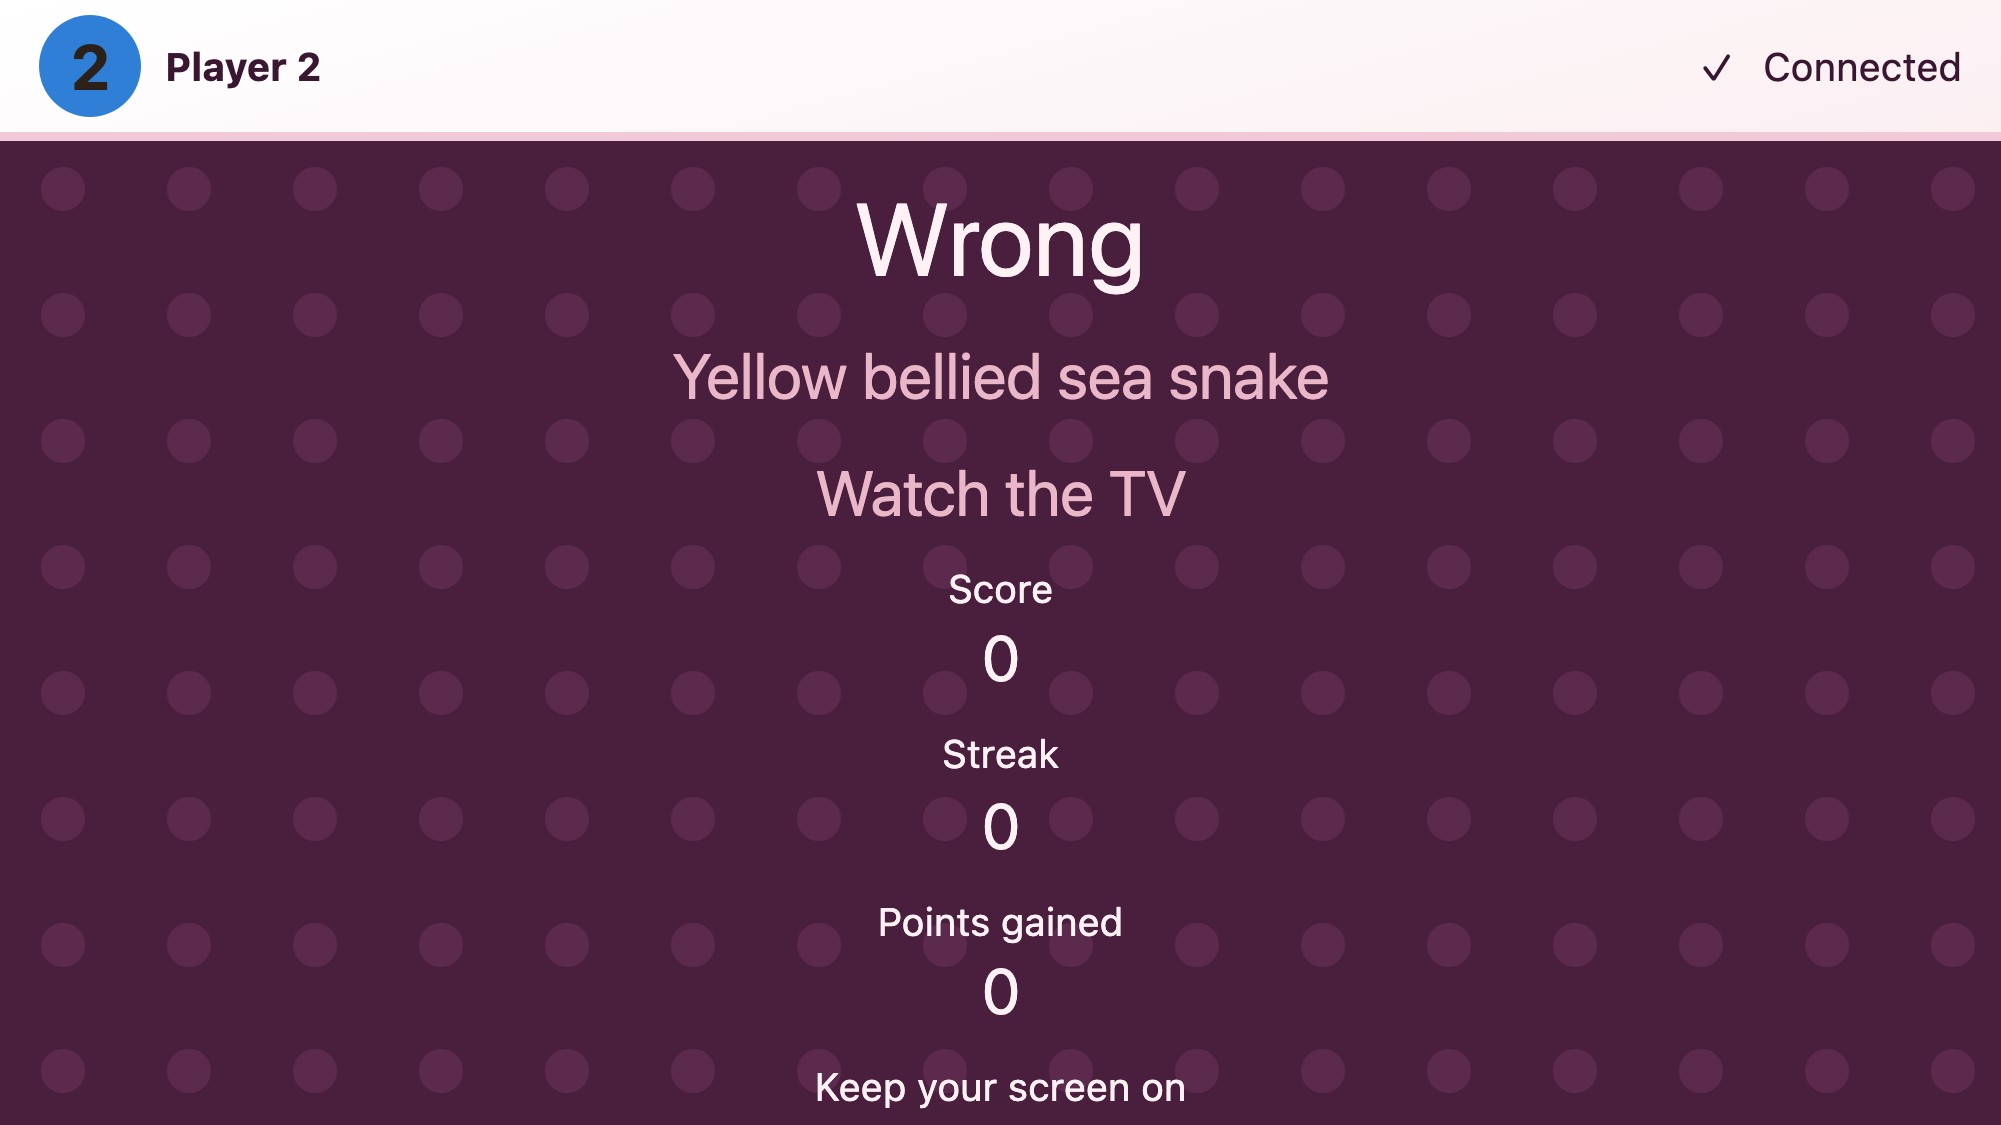 2
Player 2
✓ Connected
Wrong
Yellow bellied sea snake
Watch the TV
Score
0
Streak
0
Points gained
0
Keep your screen on